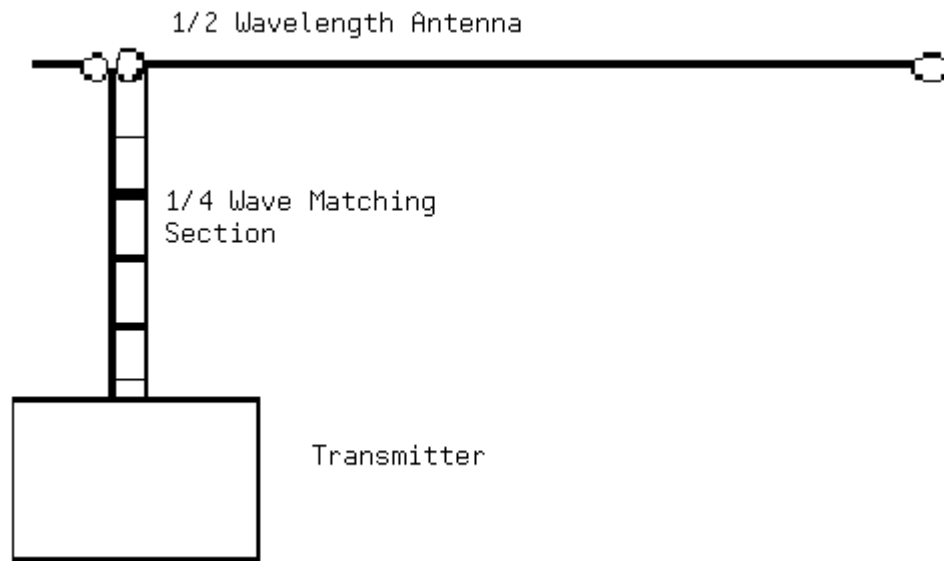 1/2 Wavelength Antenna
1/4 Wave Matching
Section
Transmitter